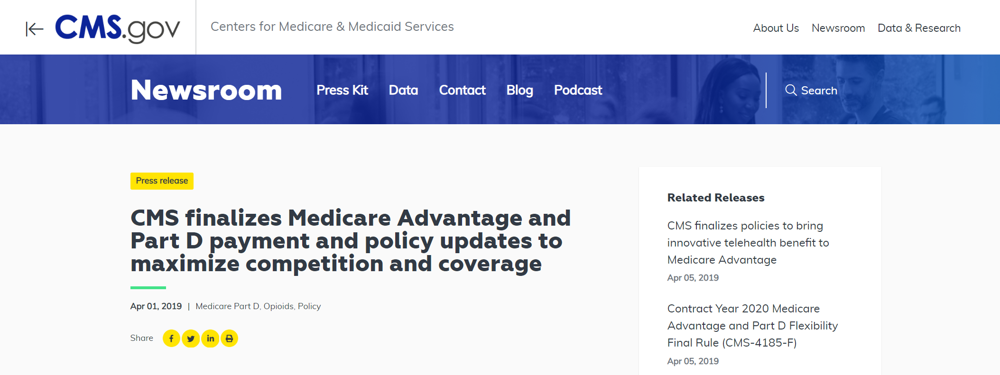 CMS.gov
Centers for Medicare & Medicaid Services
About Us Newsroom Data & Research
Newsroom Press Kit Data Contact Blog Podcast Search
Press release
CMS finalizes Medicare Advantage and
Part D payment and policy updates to
maximize competition and coverage
Apr 01, 2019 | Medicare Part D, Opioids, Policy
Share
Related Releases
CMS finalizes policies to bring
innovative telehealth benefit to
Medicare Advantage
Apr 05, 2019
Contract Year 2020 Medicare
Advantage and Part D Flexibility
Final Rule (CMS-4185-F)
Apr 05, 2019